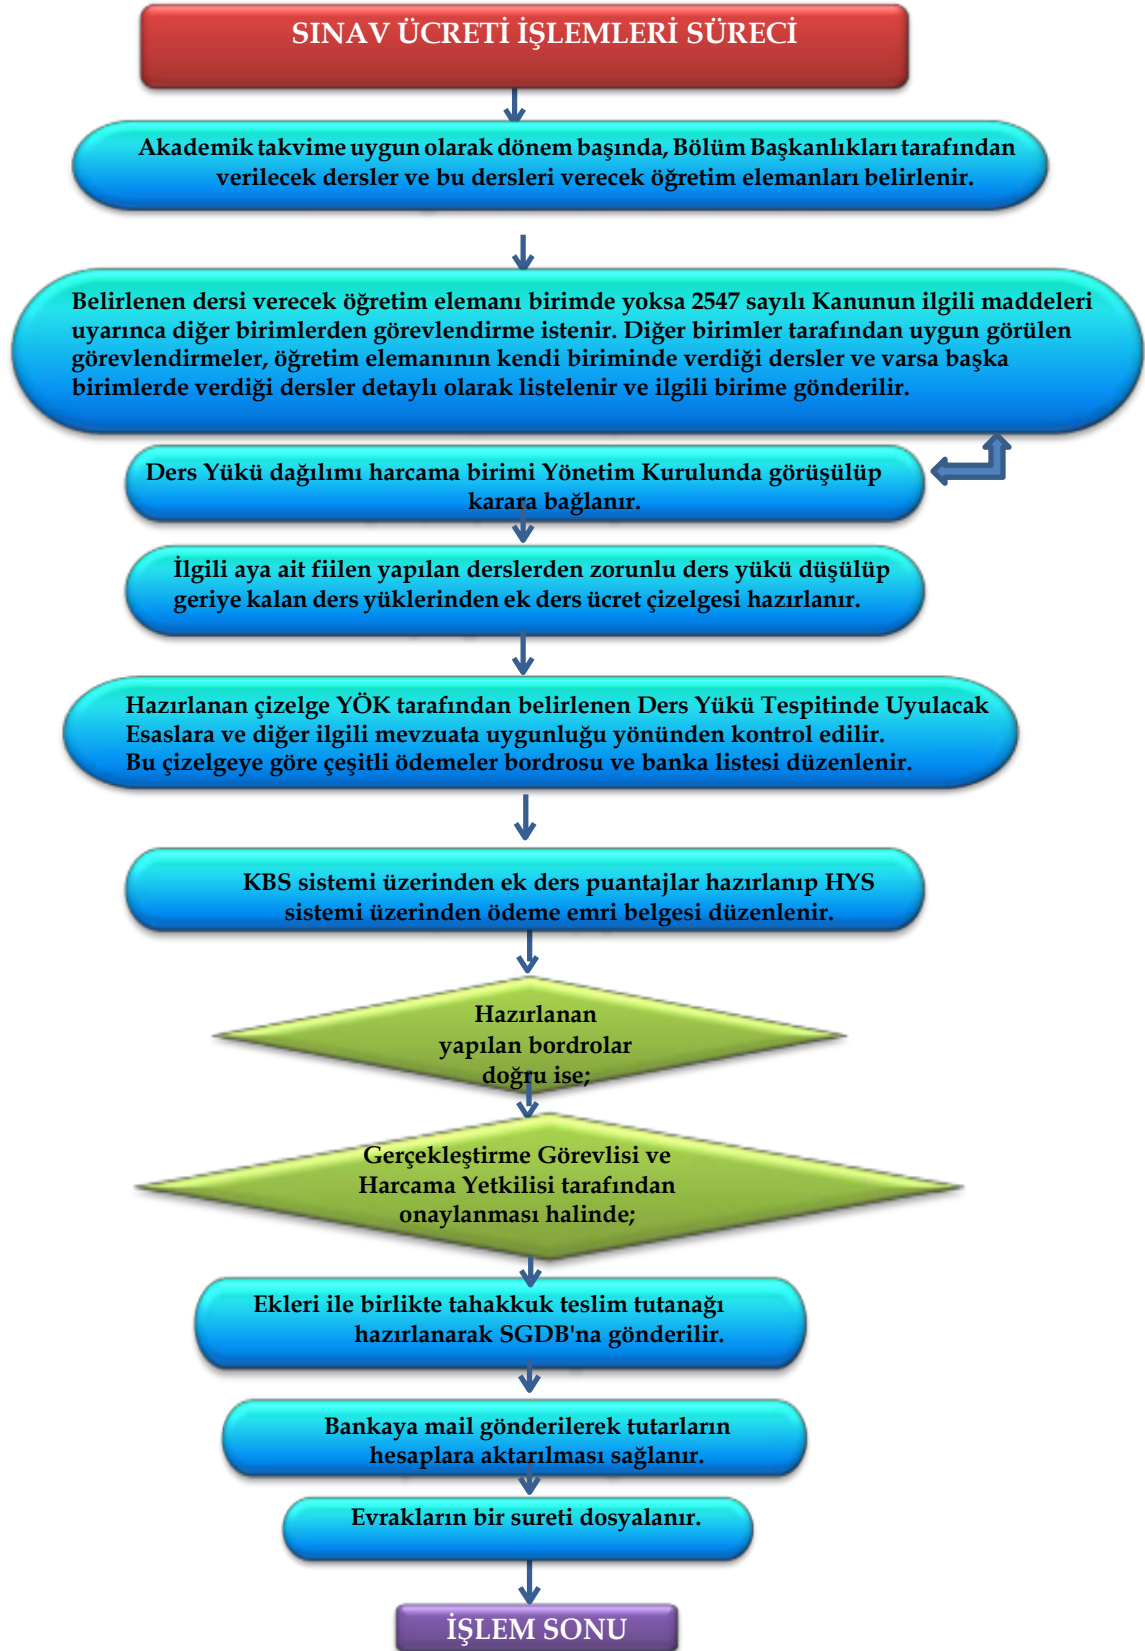 SINAV ÜCRETİ İŞLEMLERİ SÜRECİ
Akademik takvime uygun olarak dönem başında, Bölüm Başkanlıkları tarafından
verilecek dersler ve bu dersleri verecek öğretim elemanları belirlenir.
Belirlenen dersi verecek öğretim elemanı birimde yoksa 2547 sayılı Kanunun ilgili maddeleri
uyarınca diğer birimlerden görevlendirme istenir. Diğer birimler tarafından uygun görülen
görevlendirmeler, öğretim elemanının kendi biriminde verdiği dersler ve varsa başka
birimlerde verdiği dersler detaylı olarak listelenir ve ilgili birime gönderilir.
Ders Yükü dağılımı harcama birimi Yönetim Kurulunda görüşülüp
karara bağlanır.
İlgili aya ait fiilen yapılan derslerden zorunlu ders yükü düşülüp
geriye kalan ders yüklerinden ek ders ücret çizelgesi hazırlanır.
Hazırlanan çizelge YÖK tarafından belirlenen Ders Yükü Tespitinde Uyulacak
Esaslara ve diğer ilgili mevzuata uygunluğu yönünden kontrol edilir.
Bu çizelgeye göre çeşitli ödemeler bordrosu ve banka listesi düzenlenir.
KBS sistemi üzerinden ek ders puantajlar hazırlanıp HYS
sistemi üzerinden ödeme emri belgesi düzenlenir.
Hazırlanan
yapılan bordrolar
doğru ise;
Gerçekleştirme Görevlisi ve
Harcama Yetkilisi tarafından
onaylanması halinde;
Ekleri ile birlikte tahakkuk teslim tutanağı
hazırlanarak SGDB'na gönderilir.
Bankaya mail gönderilerek tutarların
hesaplara aktarılması sağlanır.
Evrakların bir sureti dosyalanır.
İŞLEM SONU